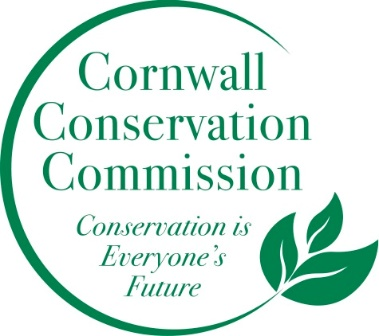 Cornwall
Conservation
Commission
Conservation is
Everyone's
Future